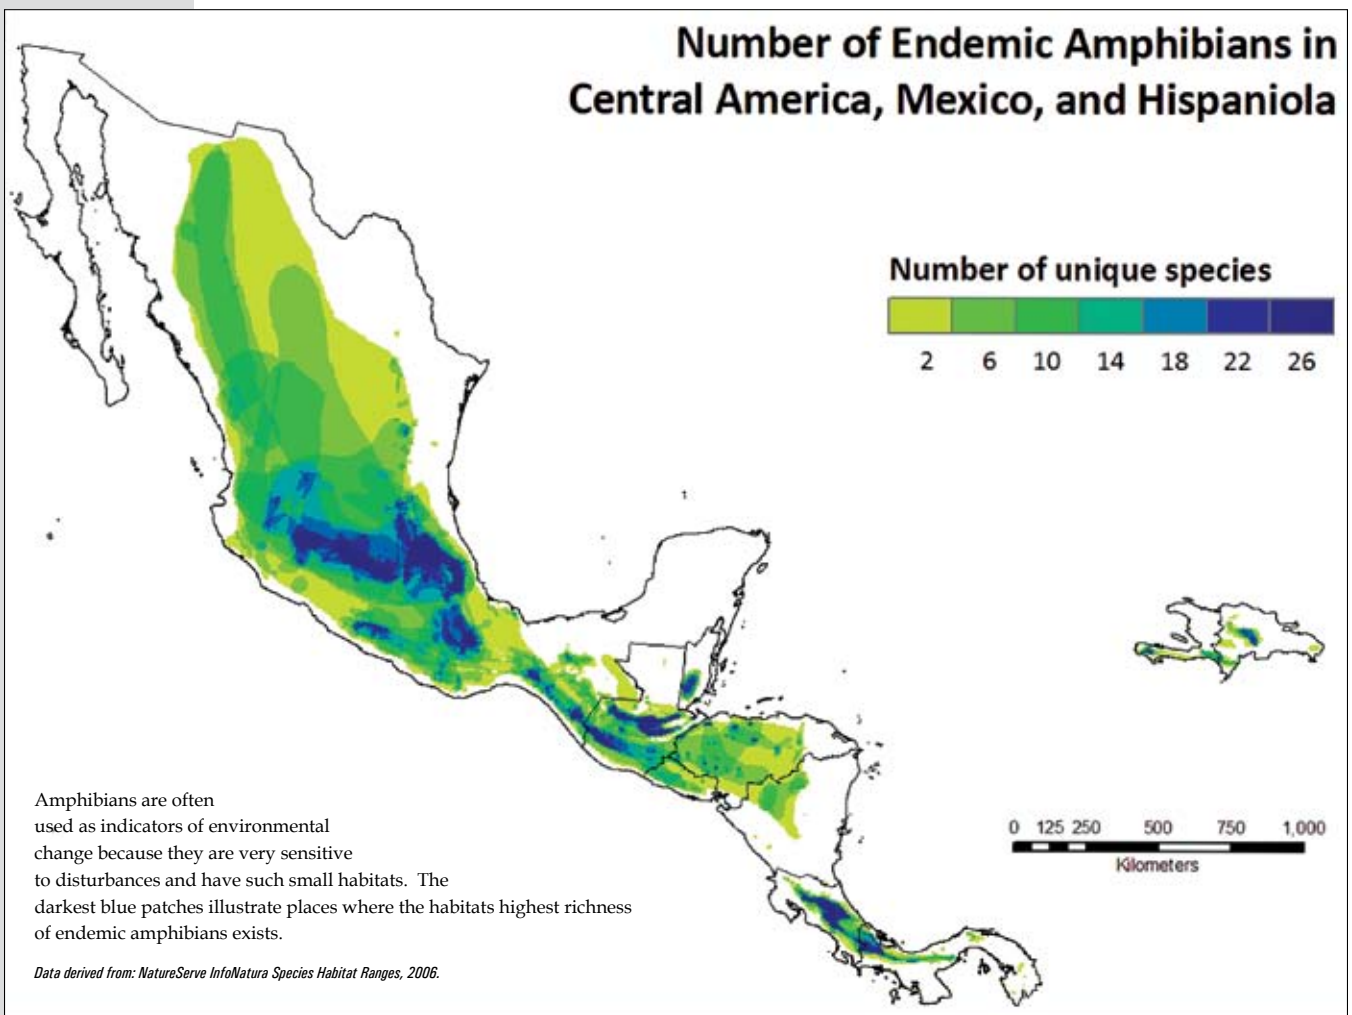 Number of Endemic Amphibians in
Central America, Mexico, and Hispaniola
Number of unique species
2 6 10 14 18 22 26
0 125 250 500 750 1,000
Kilometers
Amphibians are often
used as indicators of environmental
change because they are very sensitive
to disturbances and have such small habitats. The
darkest blue patches illustrate places where the habitats highest richness
of endemic amphibians exists.
Data derived from: NatureServe InfoNatura Species Habitat Ranges, 2006.